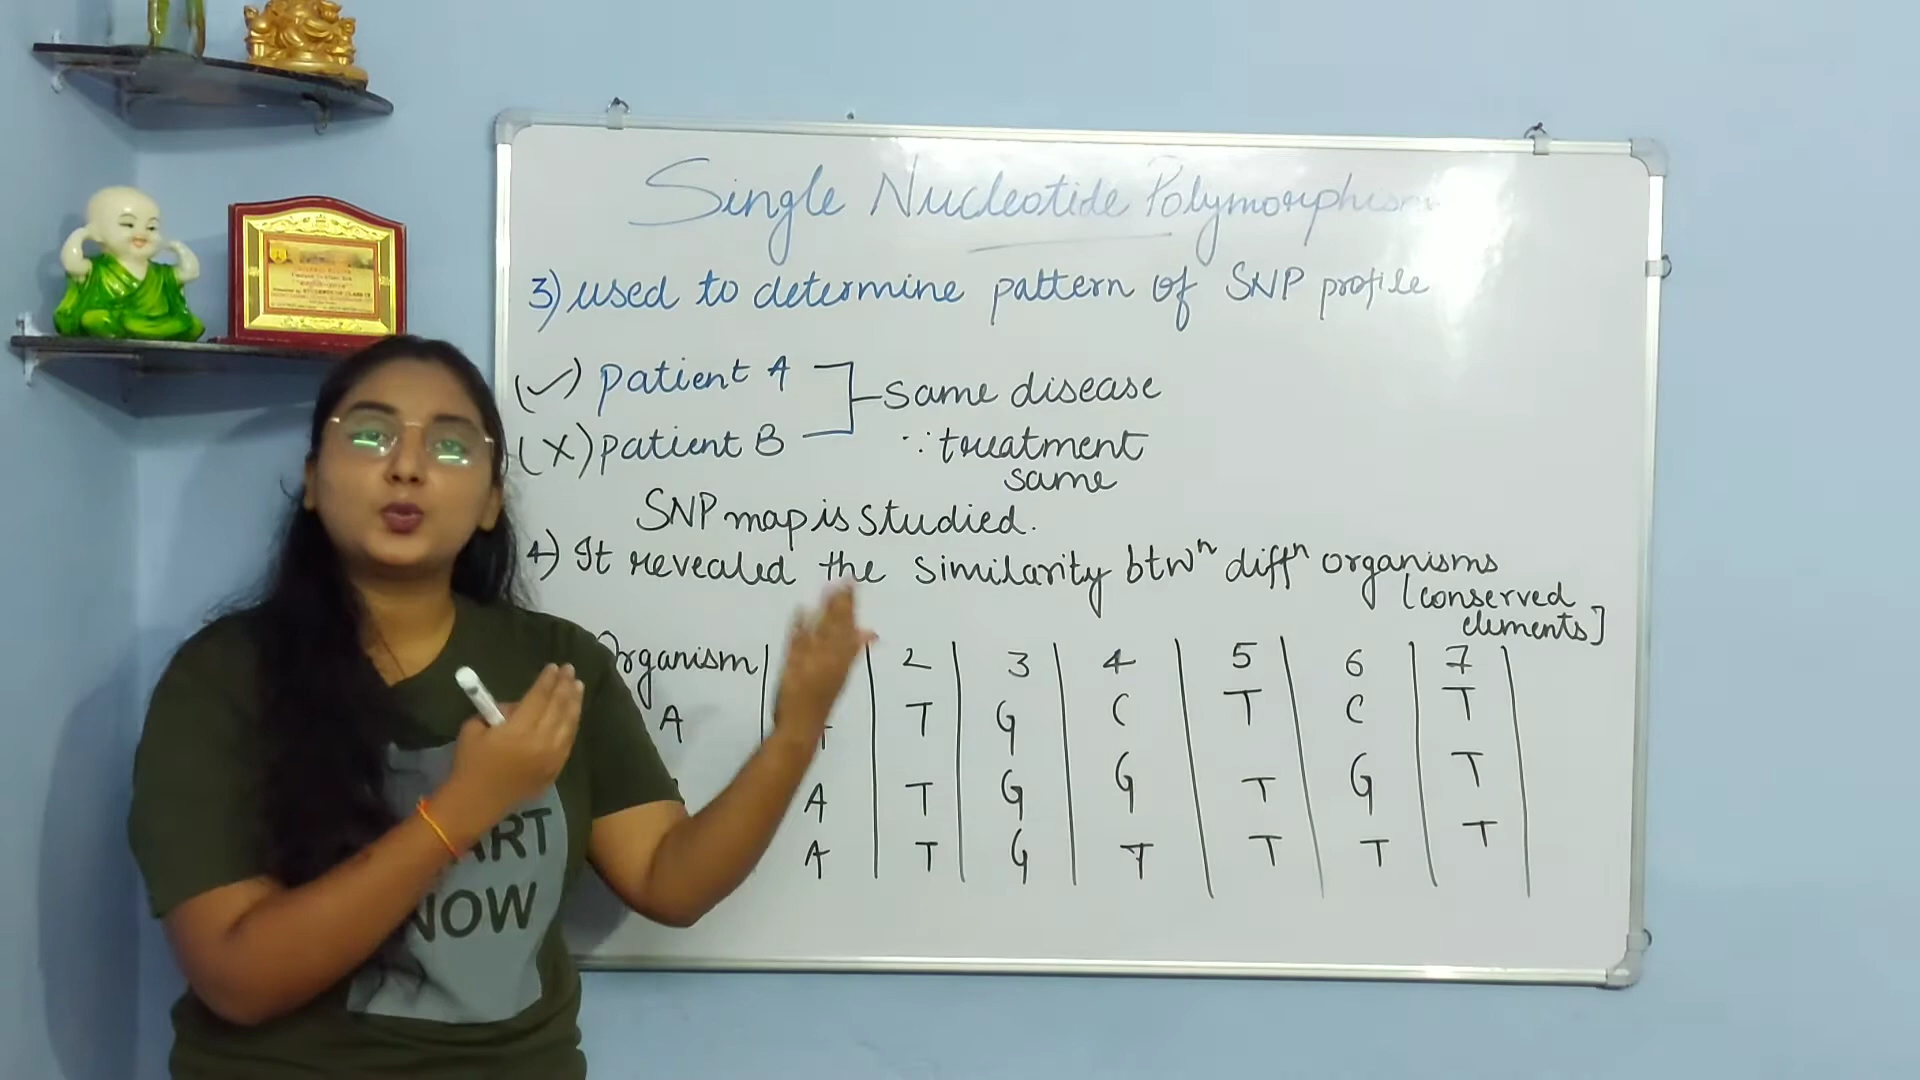 Single Nucleotide Polymorphism
3) used to determine pattern of SNP profile
(✓) patient A
same disease
(X) patient B
∵ treatment
same
SNP map is studied.
4) It revealed the similarity btwⁿ diffⁿ organisms
[conserved
elements]
Organism 2 3 4 5 6 7
A T G C T C T
A T G G T G T
A T G T T T T
NOW